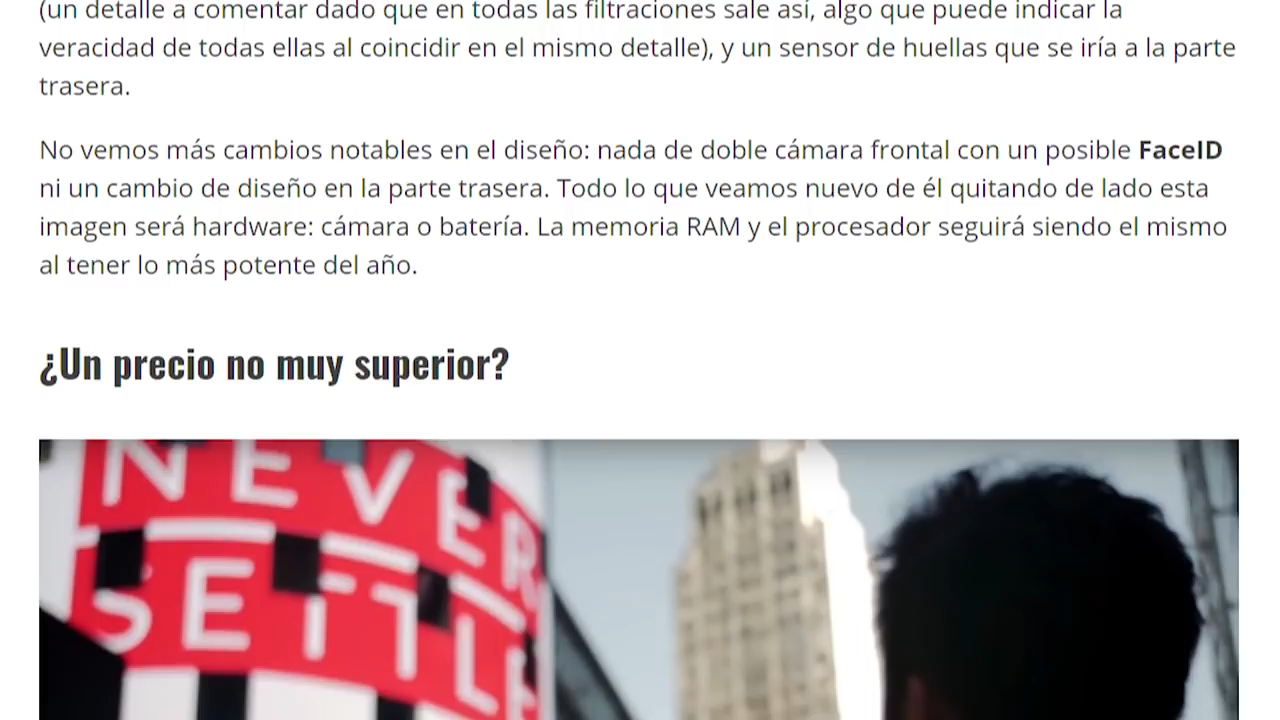 (un detalle a comentar dado que en todas las filtraciones sale así, algo que puede indicar la
veracidad de todas ellas al coincidir en el mismo detalle), y un sensor de huellas que se iría a la parte
trasera.
No vemos más cambios notables en el diseño: nada de doble cámara frontal con un posible FaceID
ni un cambio de diseño en la parte trasera. Todo lo que veamos nuevo de él quitando de lado esta
imagen será hardware: cámara o batería. La memoria RAM y el procesador seguirá siendo el mismo
al tener lo más potente del año.
¿Un precio no muy superior?
NEVER
SETTLE